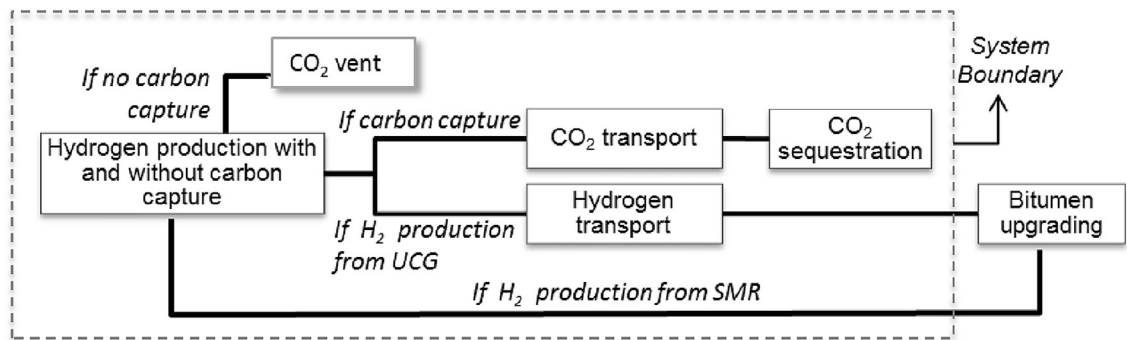 If no carbon
capture
CO₂ vent
System
Boundary
Hydrogen production with
and without carbon
capture
If carbon capture
CO₂ transport
CO₂
sequestration
If H₂ production
from UCG
Hydrogen
transport
Bitumen
upgrading
If H₂ production from SMR